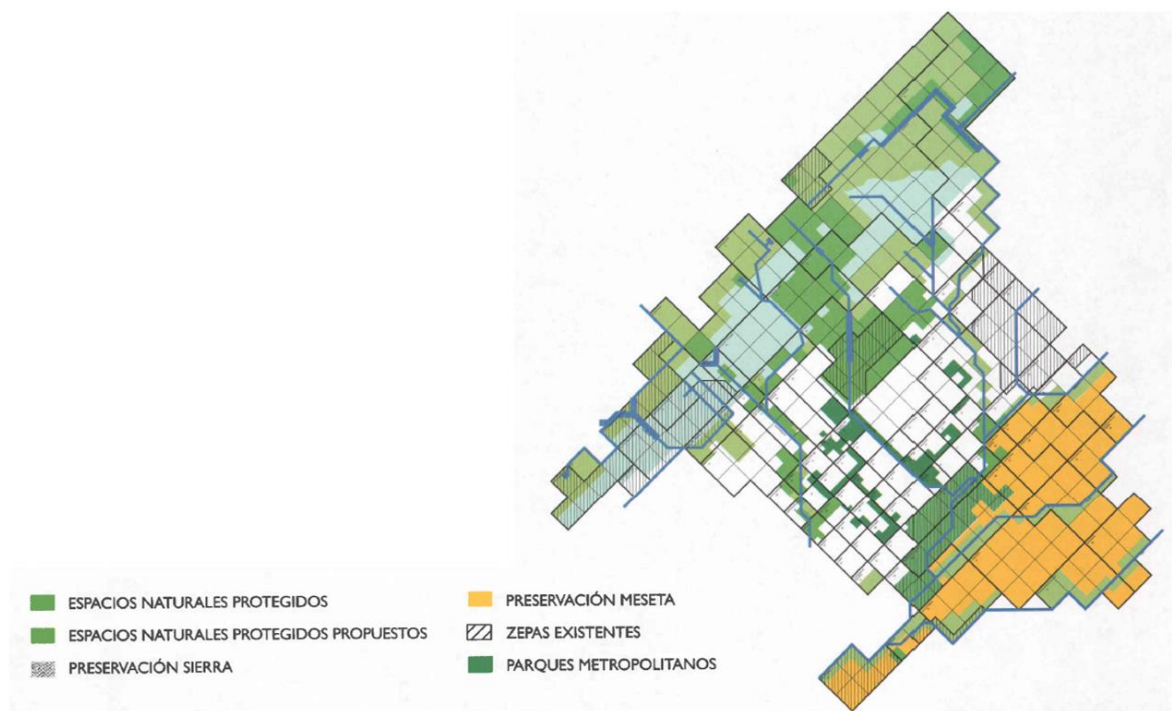 ESPACIOS NATURALES PROTEGIDOS
ESPACIOS NATURALES PROTEGIDOS PROPUESTOS
PRESERVACIÓN SIERRA
PRESERVACIÓN MESETA
ZEPAS EXISTENTES
PARQUES METROPOLITANOS